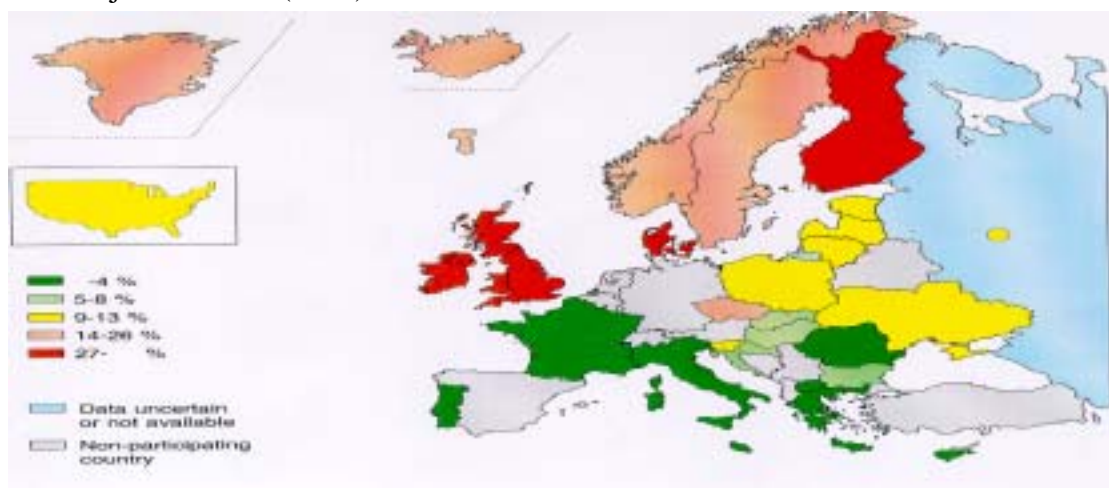 -4 %
5-8 %
9-13 %
14-26 %
27- %
Data uncertain
or not available
Non-participating
country